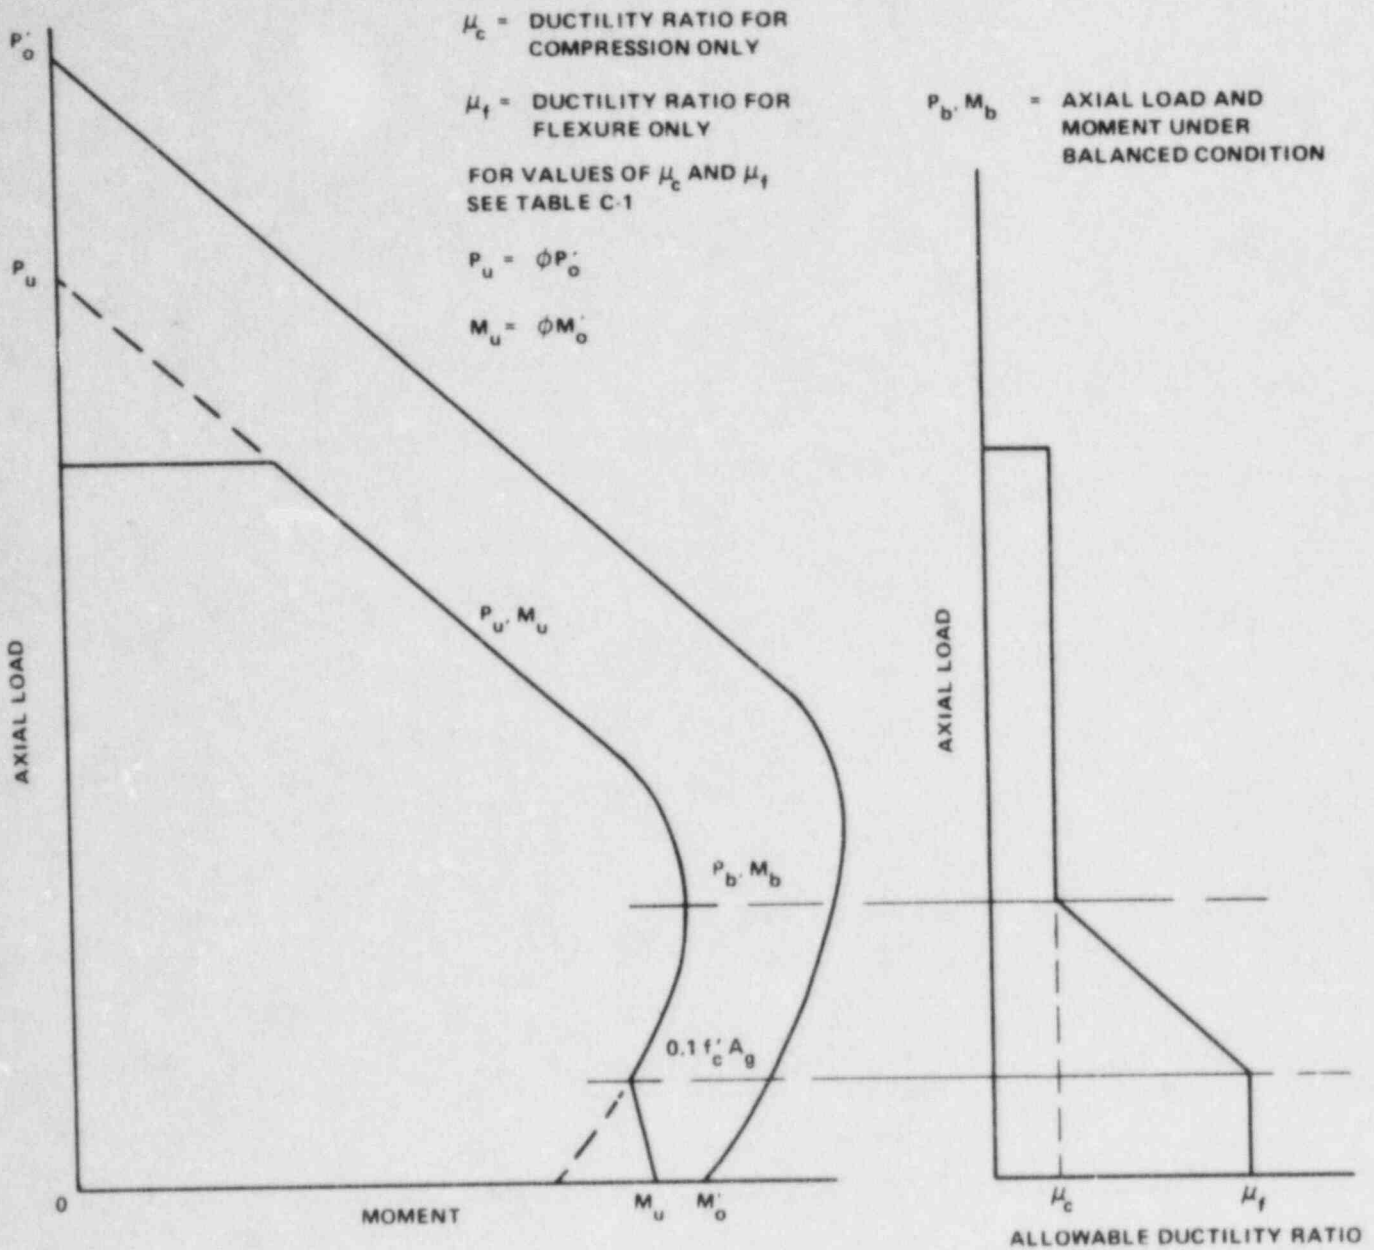 μc = DUCTILITY RATIO FOR
COMPRESSION ONLY
μf = DUCTILITY RATIO FOR
FLEXURE ONLY
FOR VALUES OF μc AND μf
SEE TABLE C-1
Pu = ϕP'o
Mu = ϕM'o
Pb, Mb = AXIAL LOAD AND
MOMENT UNDER
BALANCED CONDITION
P'o
Pu
AXIAL LOAD
Pu, Mu
Pb, Mb
0.1 f'c Ag
0
MOMENT
Mu
M'o
AXIAL LOAD
μc
μf
ALLOWABLE DUCTILITY RATIO